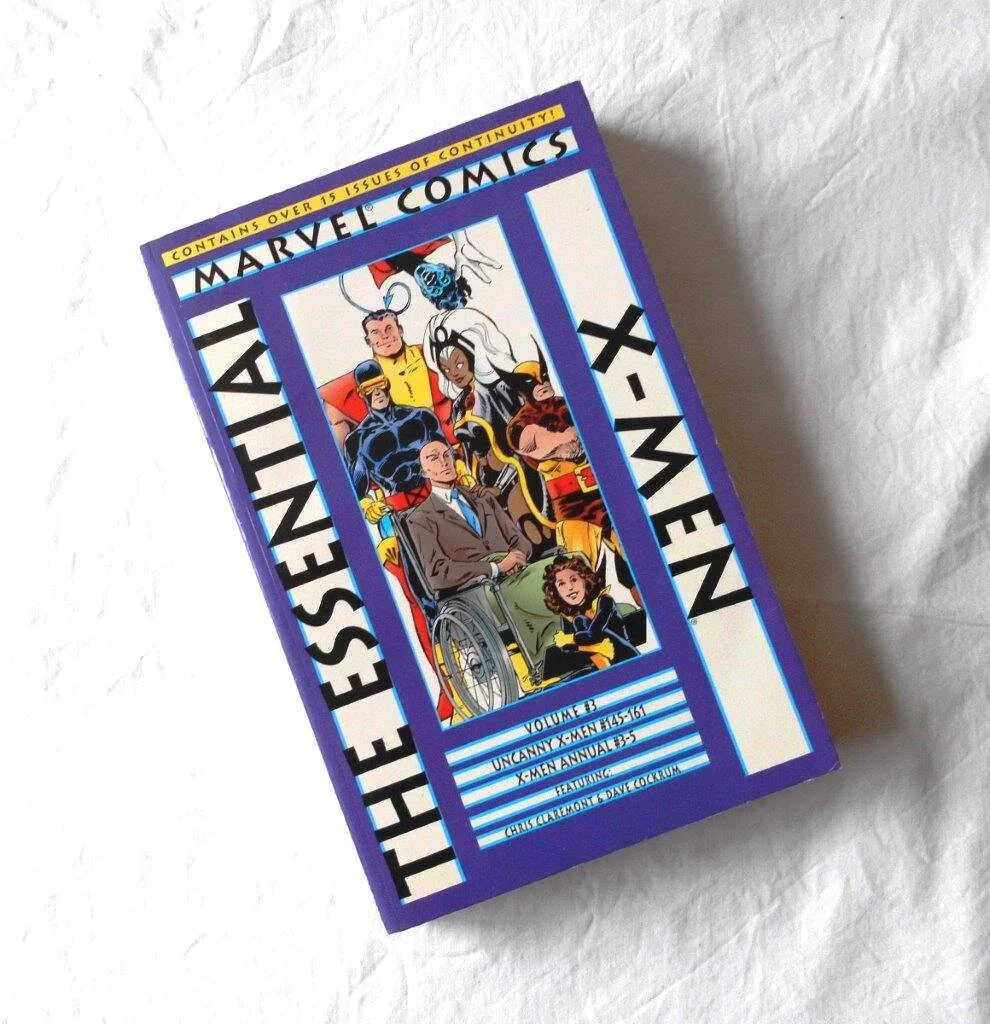 CONTAINS OVER 15 ISSUES OF CONTINUITY!
MARVEL® COMICS
THE ESSENTIAL
X-MEN®
VOLUME #3
UNCANNY X-MEN #145-161
X-MEN ANNUAL #3-5
FEATURING:
CHRIS CLAREMONT & DAVE COCKRUM